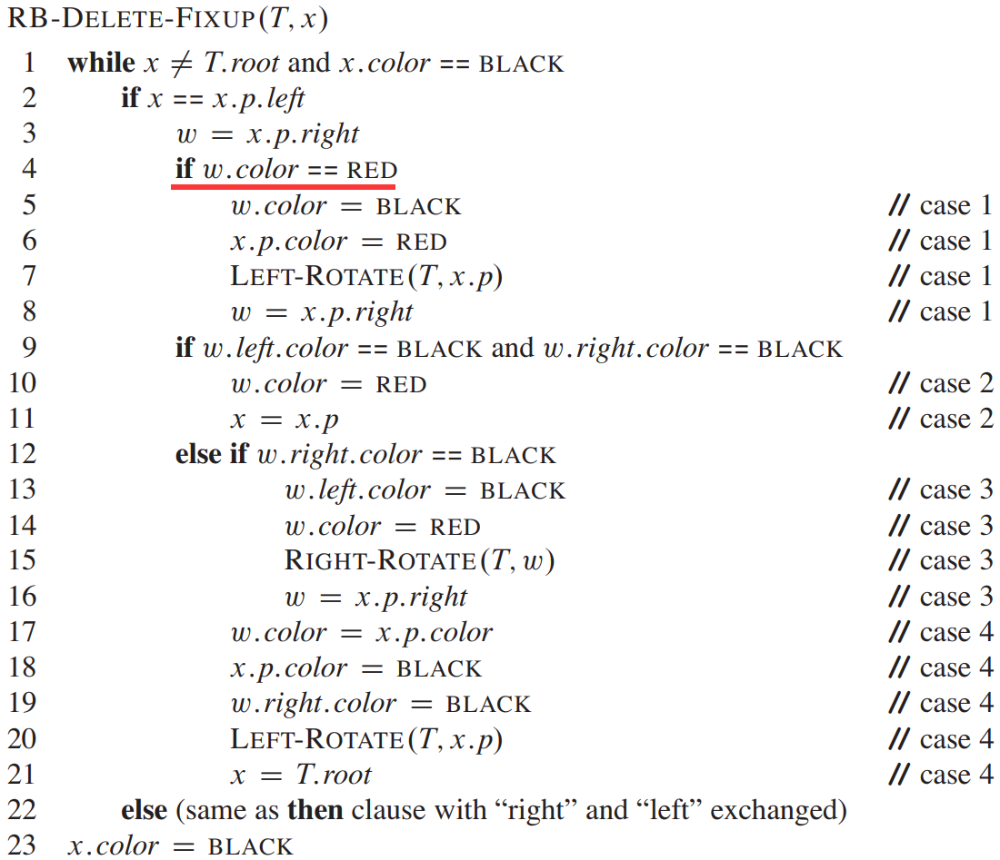 RB-DELETE-FIXUP(T, x)
1 while x ≠ T.root and x.color == BLACK
2 if x == x.p.left
3 w = x.p.right
4 if w.color == RED
5 w.color = BLACK // case 1
6 x.p.color = RED // case 1
7 LEFT-ROTATE(T, x.p) // case 1
8 w = x.p.right // case 1
9 if w.left.color == BLACK and w.right.color == BLACK
10 w.color = RED // case 2
11 x = x.p // case 2
12 else if w.right.color == BLACK
13 w.left.color = BLACK // case 3
14 w.color = RED // case 3
15 RIGHT-ROTATE(T, w) // case 3
16 w = x.p.right // case 3
17 w.color = x.p.color // case 4
18 x.p.color = BLACK // case 4
19 w.right.color = BLACK // case 4
20 LEFT-ROTATE(T, x.p) // case 4
21 x = T.root // case 4
22 else (same as then clause with “right” and “left” exchanged)
23 x.color = BLACK